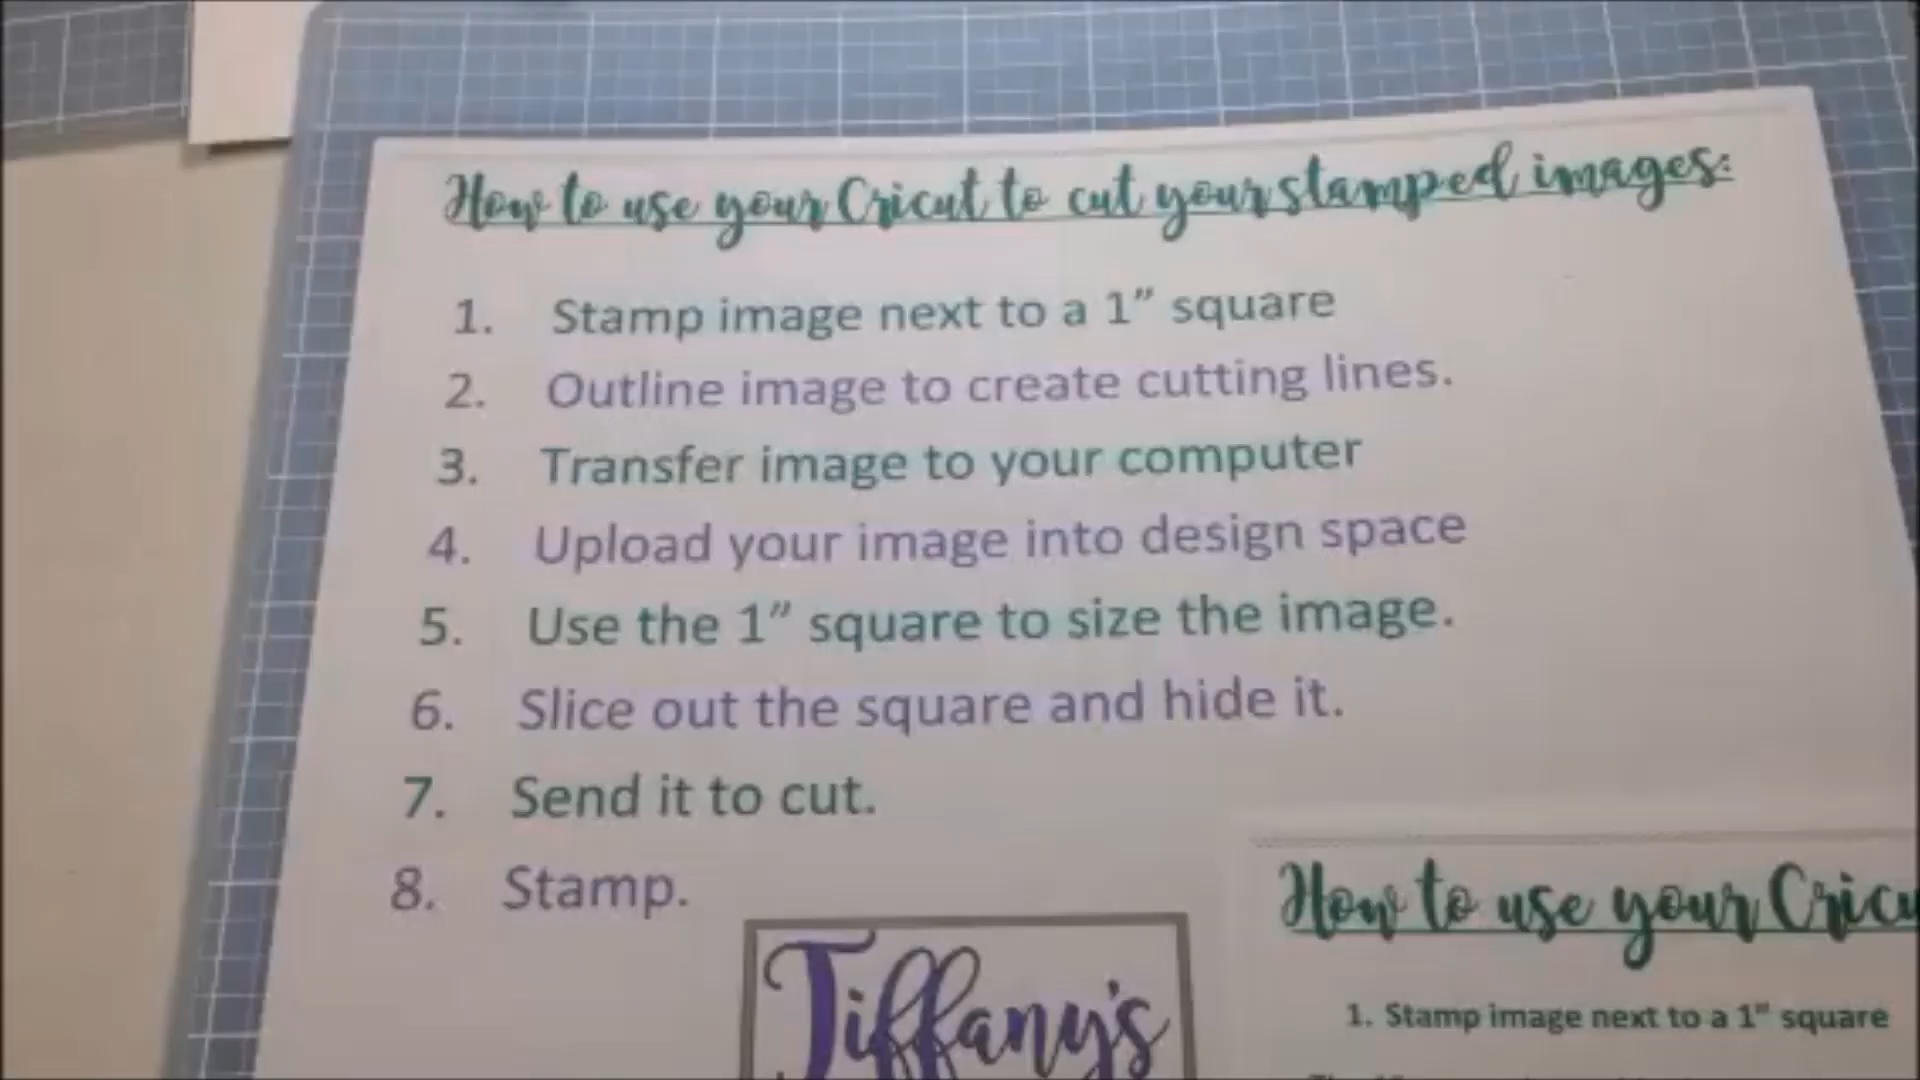 How to use your Cricut to cut your stamped images:
1. Stamp image next to a 1” square
2. Outline image to create cutting lines.
3. Transfer image to your computer
4. Upload your image into design space
5. Use the 1” square to size the image.
6. Slice out the square and hide it.
7. Send it to cut.
8. Stamp.
Tiffany's
How to use your
1. Stamp image next to a 1” square